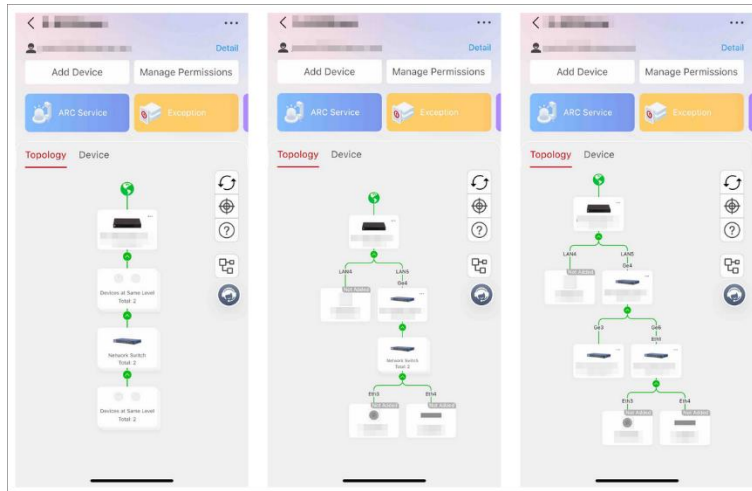 Detail
Add Device
Manage Permissions
ARC Service
Exception
Topology
Device
Devices at Same Level
Total: 2
Network Switch
Total: 2
Devices at Same Level
Total: 2
Detail
Add Device
Manage Permissions
ARC Service
Exception
Topology
Device
LAN4
LAN5
Not Added
Ge4
Network Switch
Total: 2
Eth3
Eth4
Not Added
Not Added
Detail
Add Device
Manage Permissions
ARC Service
Exception
Topology
Device
LAN4
LAN5
Not Added
Ge4
Ge3
Ge6
Eth3
Eth4
Not Added
Not Added